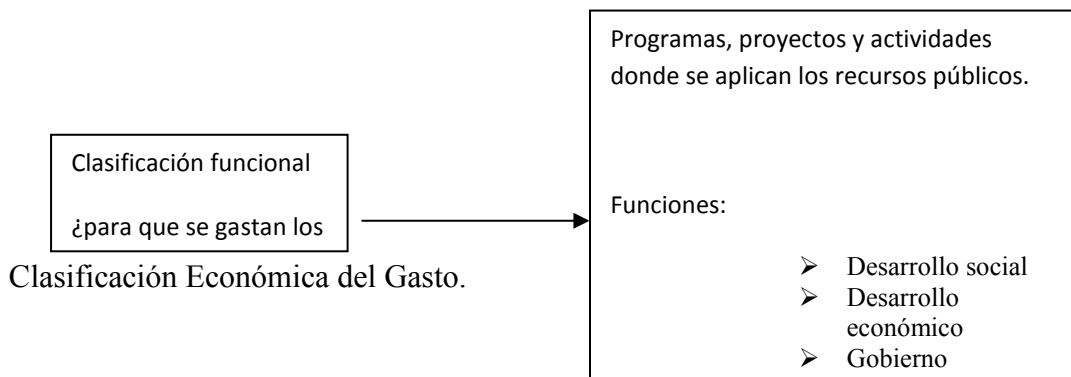 Programas, proyectos y actividades
donde se aplican los recursos públicos.
Clasificación funcional
¿para que se gastan los
Funciones:
Clasificación Económica del Gasto.
➢ Desarrollo social
➢ Desarrollo
económico
➢ Gobierno